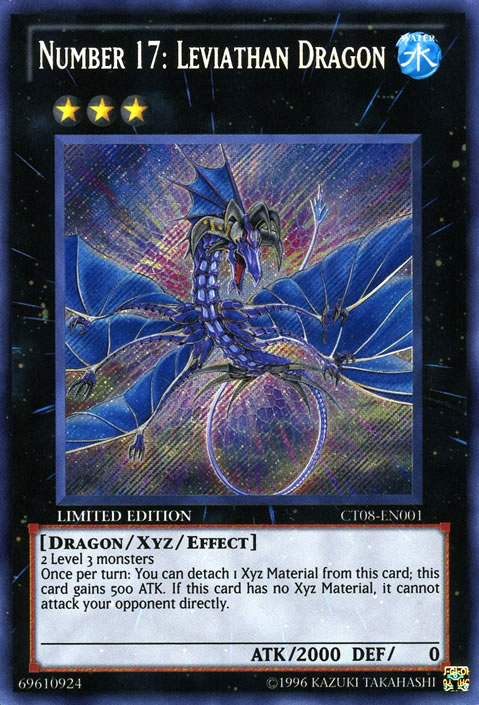 NUMBER 17: LEVIATHAN DRAGON
WATER
水
LIMITED EDITION
CT08-EN001
[DRAGON/XYZ/EFFECT]
2 Level 3 monsters
Once per turn: You can detach 1 Xyz Material from this card; this
card gains 500 ATK. If this card has no Xyz Material, it cannot
attack your opponent directly.
ATK/2000 DEF/ 0
69610924
©1996 KAZUKI TAKAHASHI